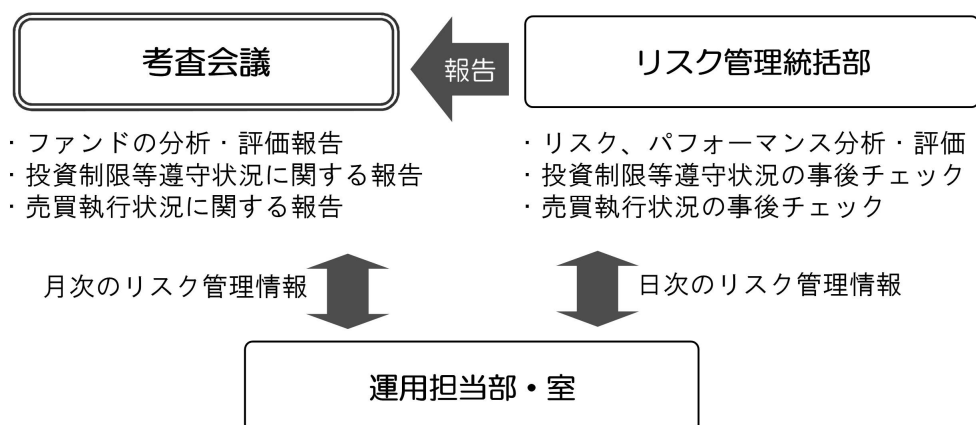 考査会議
報告
リスク管理統括部
・ファンドの分析・評価報告
・投資制限等遵守状況に関する報告
・売買執行状況に関する報告
・リスク、パフォーマンス分析・評価
・投資制限等遵守状況の事後チェック
・売買執行状況の事後チェック
月次のリスク管理情報
日次のリスク管理情報
運用担当部・室